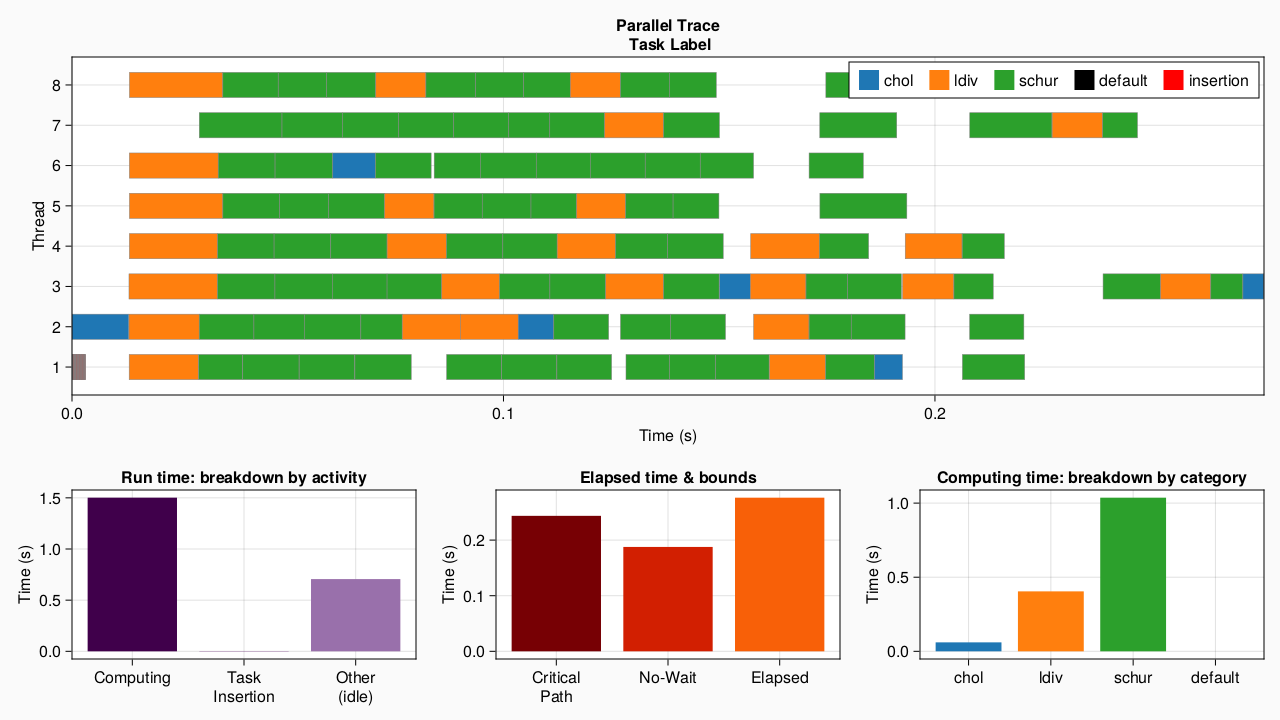 Parallel Trace
Task Label
chol ldiv schur default insertion
Thread
8
7
6
5
4
3
2
1
0.0 0.1 0.2
Time (s)
Run time: breakdown by activity
Time (s)
1.5
1.0
0.5
0.0
Computing Task Insertion Other (idle)
Elapsed time & bounds
Time (s)
0.2
0.1
0.0
Critical Path No-Wait Elapsed
Computing time: breakdown by category
Time (s)
1.0
0.5
0.0
chol ldiv schur default